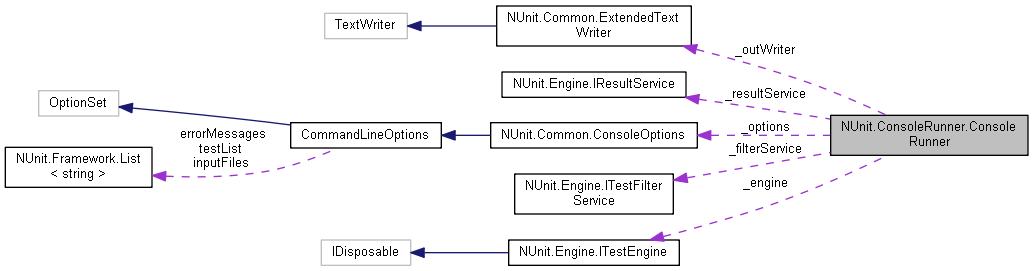 TextWriter
NUnit.Common.ExtendedText
Writer
_outWriter
NUnit.Engine.IResultService
_resultService
OptionSet
CommandLineOptions
NUnit.Common.ConsoleOptions
_options
NUnit.ConsoleRunner.Console
Runner
errorMessages
testList
inputFiles
NUnit.Framework.List
< string >
_filterService
NUnit.Engine.ITestFilter
Service
_engine
IDisposable
NUnit.Engine.ITestEngine